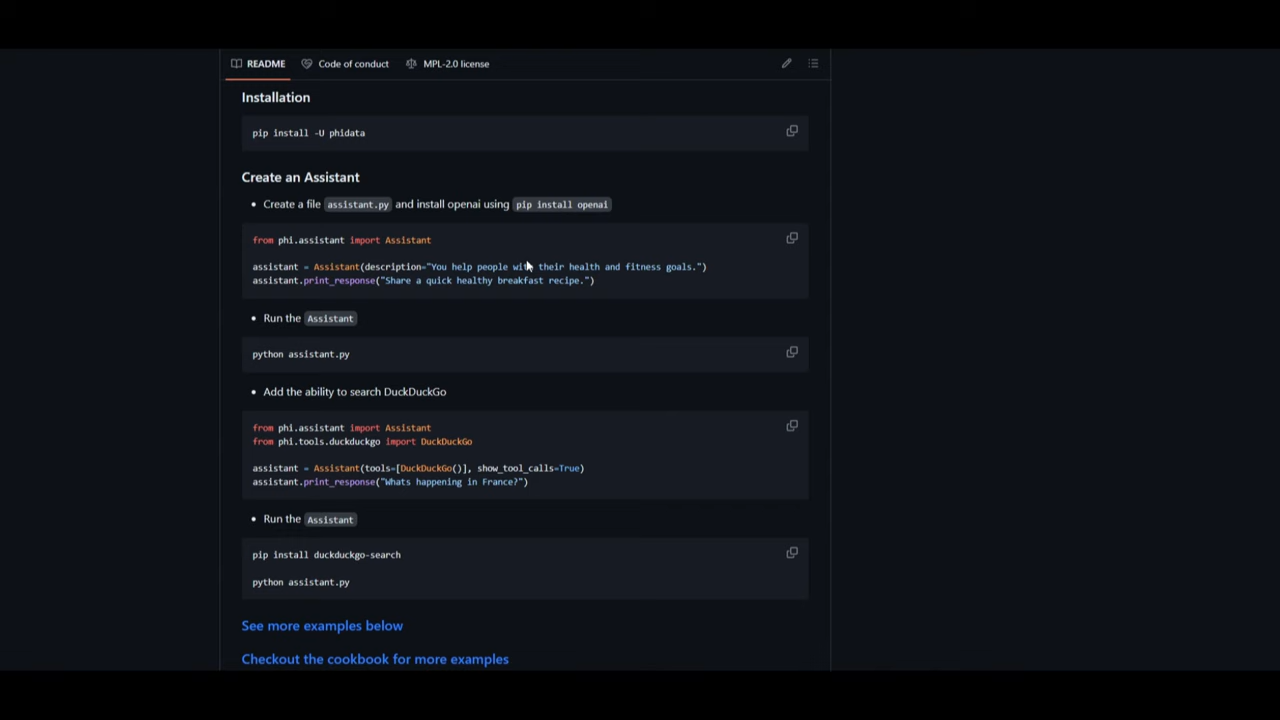 README Code of conduct MPL-2.0 license
Installation
pip install -U phidata
Create an Assistant
Create a file assistant.py and install openai using pip install openai
from phi.assistant import Assistant
assistant = Assistant(description="You help people with their health and fitness goals.")
assistant.print_response("Share a quick healthy breakfast recipe.")
Run the Assistant
python assistant.py
Add the ability to search DuckDuckGo
from phi.assistant import Assistant
from phi.tools.duckduckgo import DuckDuckGo
assistant = Assistant(tools=[DuckDuckGo()], show_tool_calls=True)
assistant.print_response("Whats happening in France?")
Run the Assistant
pip install duckduckgo-search
python assistant.py
See more examples below
Checkout the cookbook for more examples